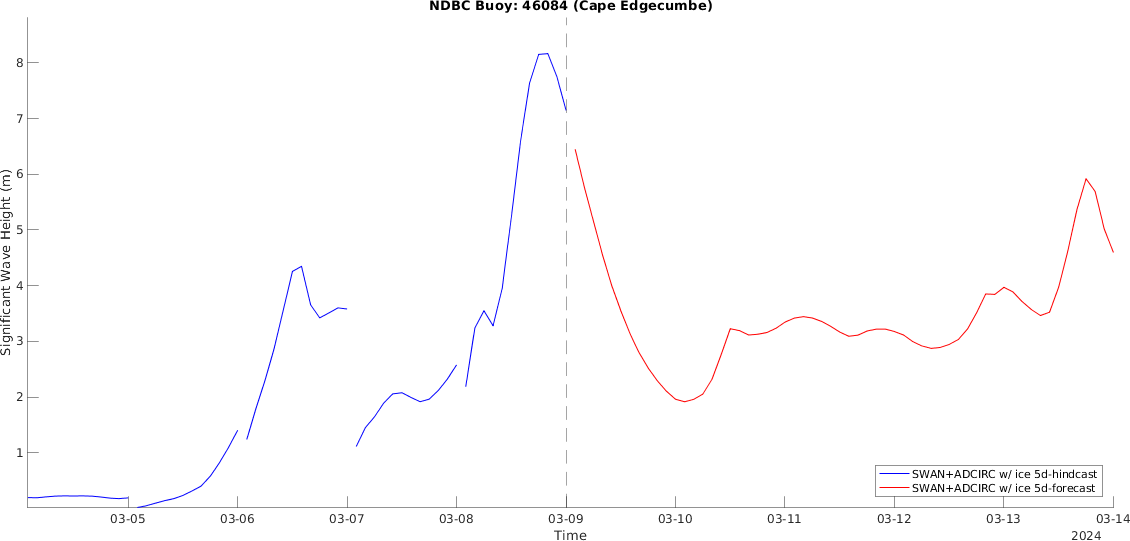 NDBC Buoy: 46084 (Cape Edgecumbe)
Significant Wave Height (m)
8
7
6
5
4
3
2
1
SWAN+ADCIRC w/ ice 5d-hindcast
SWAN+ADCIRC w/ ice 5d-forecast
03-05 03-06 03-07 03-08 03-09 03-10 03-11 03-12 03-13 03-14
Time
2024